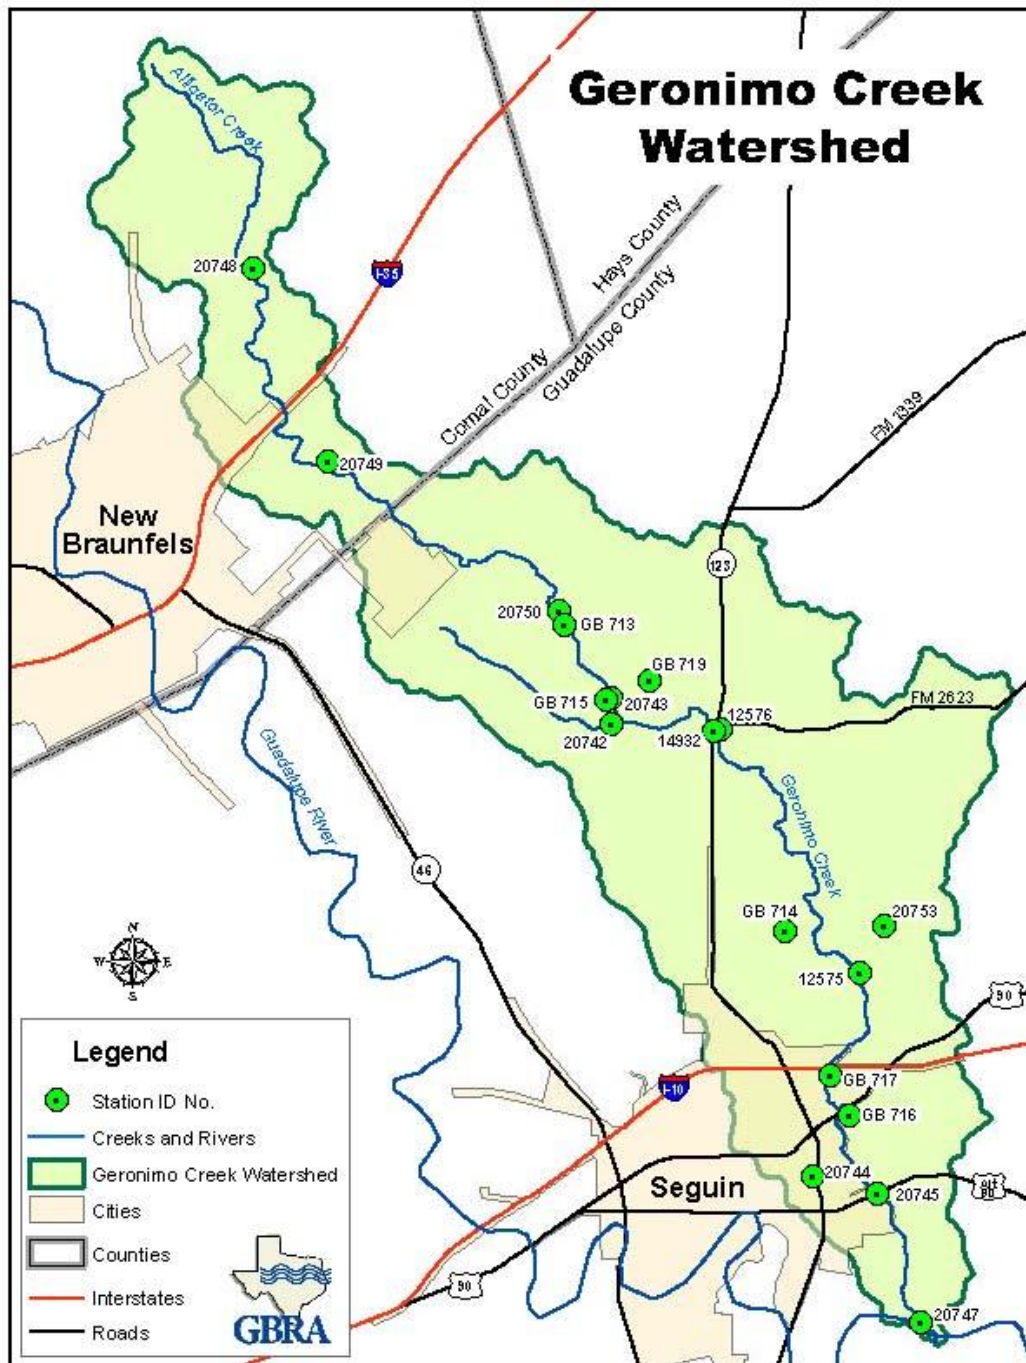 Geronimo Creek
Watershed
Alligator Creek
20748
I-35
Hays County
Guadalupe County
Comal County
FM 1339
20749
New
Braunfels
123
20750
GB 713
GB 719
GB 715
20743
FM 2623
20742
14932
12576
Guadalupe River
Geronimo Creek
46
GB 714
20753
12575
N
W
E
S
90
GB 717
I-10
GB 716
20744
Seguin
20745
90
20747
Legend
Station ID No.
Creeks and Rivers
Geronimo Creek Watershed
Cities
Counties
Interstates
Roads
GBRA